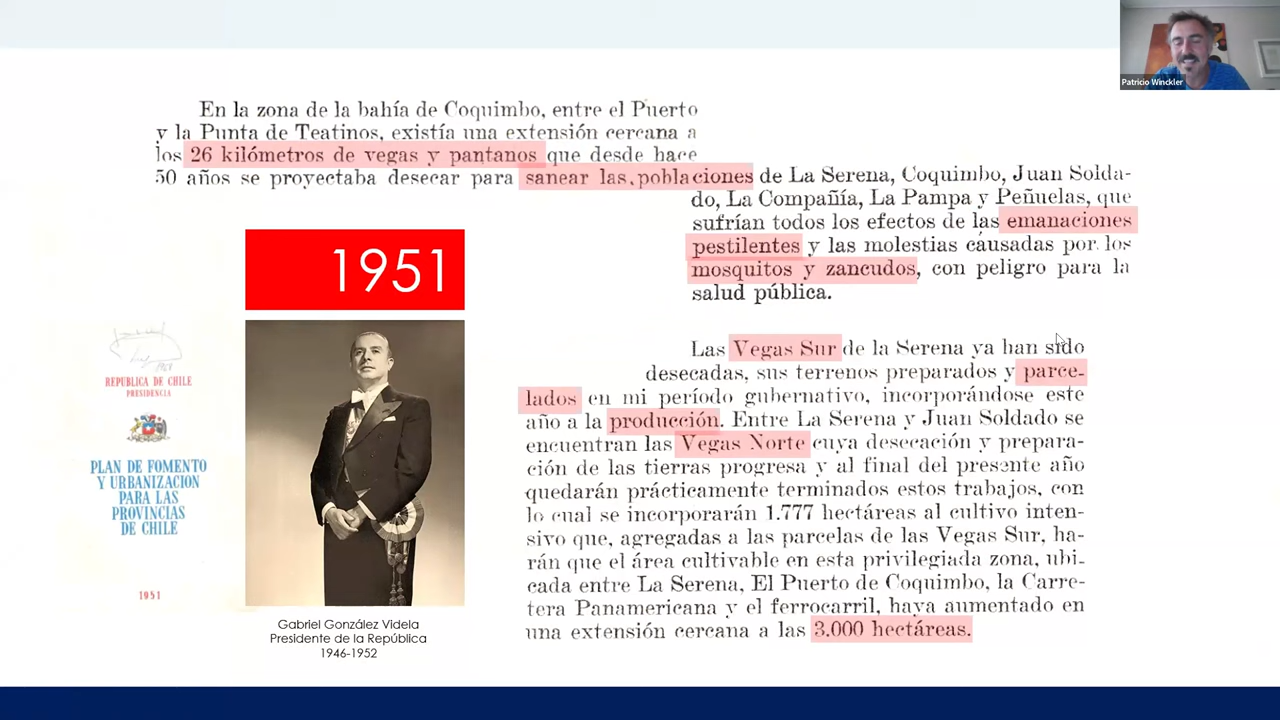 Patricio Winckler
En la zona de la bahía de Coquimbo, entre el Puerto
y la Punta de Teatinos, existía una extensión cercana a
los 26 kilómetros de vegas y pantanos que desde hace
50 años se proyectaba desecar para sanear las poblaciones de La Serena, Coquimbo, Juan Solda-
do, La Compañía, La Pampa y Peñuelas, que
sufrían todos los efectos de las emanaciones
pestilentes y las molestias causadas por los
mosquitos y zancudos, con peligro para la
salud pública.
1951
Las Vegas Sur de la Serena ya han sido
desecadas, sus terrenos preparados y parce-
lados en mi período gubernativo, incorporándose este
año a la producción. Entre La Serena y Juan Soldado se
encuentran las Vegas Norte cuya desecación y prepara-
ción de las tierras progresa y al final del presente año
quedarán prácticamente terminados estos trabajos, con
lo cual se incorporarán 1.777 hectáreas al cultivo inten-
sivo que, agregadas a las parcelas de las Vegas Sur, ha-
rán que el área cultivable en esta privilegiada zona, ubi-
cada entre La Serena, El Puerto de Coquimbo, la Carre-
tera Panamericana y el ferrocarril, haya aumentado en
una extensión cercana a las 3.000 hectáreas.
REPUBLICA DE CHILE
PRESIDENCIA
PLAN DE FOMENTO
Y URBANIZACION
PARA LAS
PROVINCIAS
DE CHILE
1951
Gabriel González Videla
Presidente de la República
1946-1952